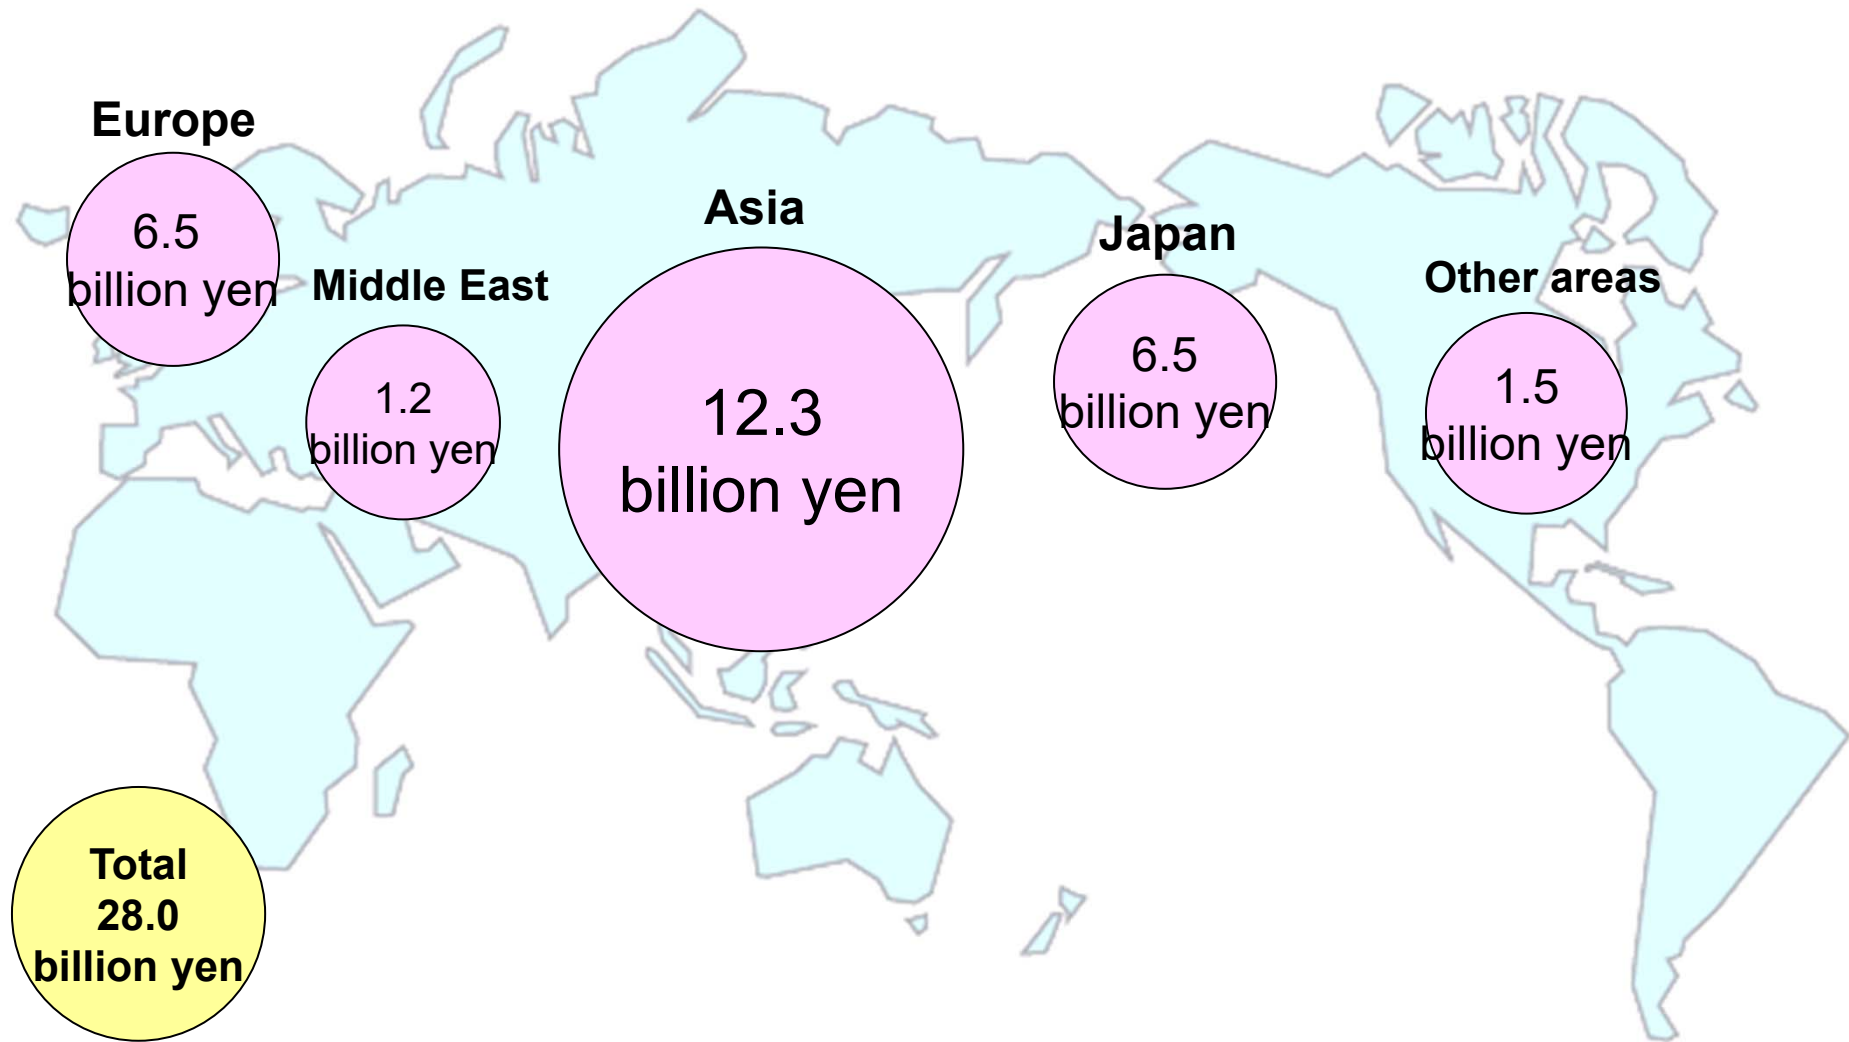 Europe
6.5
billion yen
Middle East
1.2
billion yen
Asia
12.3
billion yen
Japan
6.5
billion yen
Other areas
1.5
billion yen
Total
28.0
billion yen